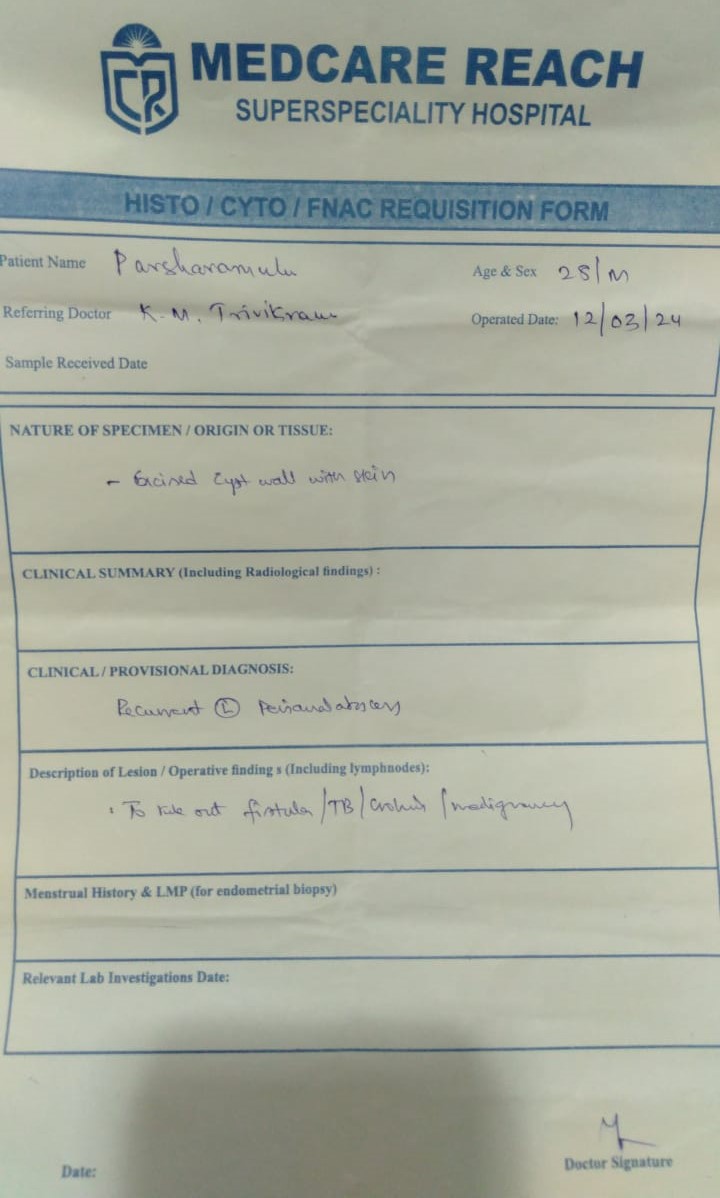 MEDCARE REACH
SUPERSPECIALITY HOSPITAL
HISTO / CYTO / FNAC REQUISITION FORM
Patient Name Parsharamulu Age & Sex 28/M
Referring Doctor K. M. Trivikram Operated Date: 12/03/24
Sample Received Date
NATURE OF SPECIMEN / ORIGIN OR TISSUE:
- Excised Cyst wall with skin
CLINICAL SUMMARY (Including Radiological findings) :
CLINICAL / PROVISIONAL DIAGNOSIS:
Recurrent Ⓛ Perianal abscess
Description of Lesion / Operative finding s (Including lymphnodes):
To rule out fistula /TB/ Crohn's /malignancy
Menstrual History & LMP (for endometrial biopsy)
Relevant Lab Investigations Date:
Doctor Signature
Date: